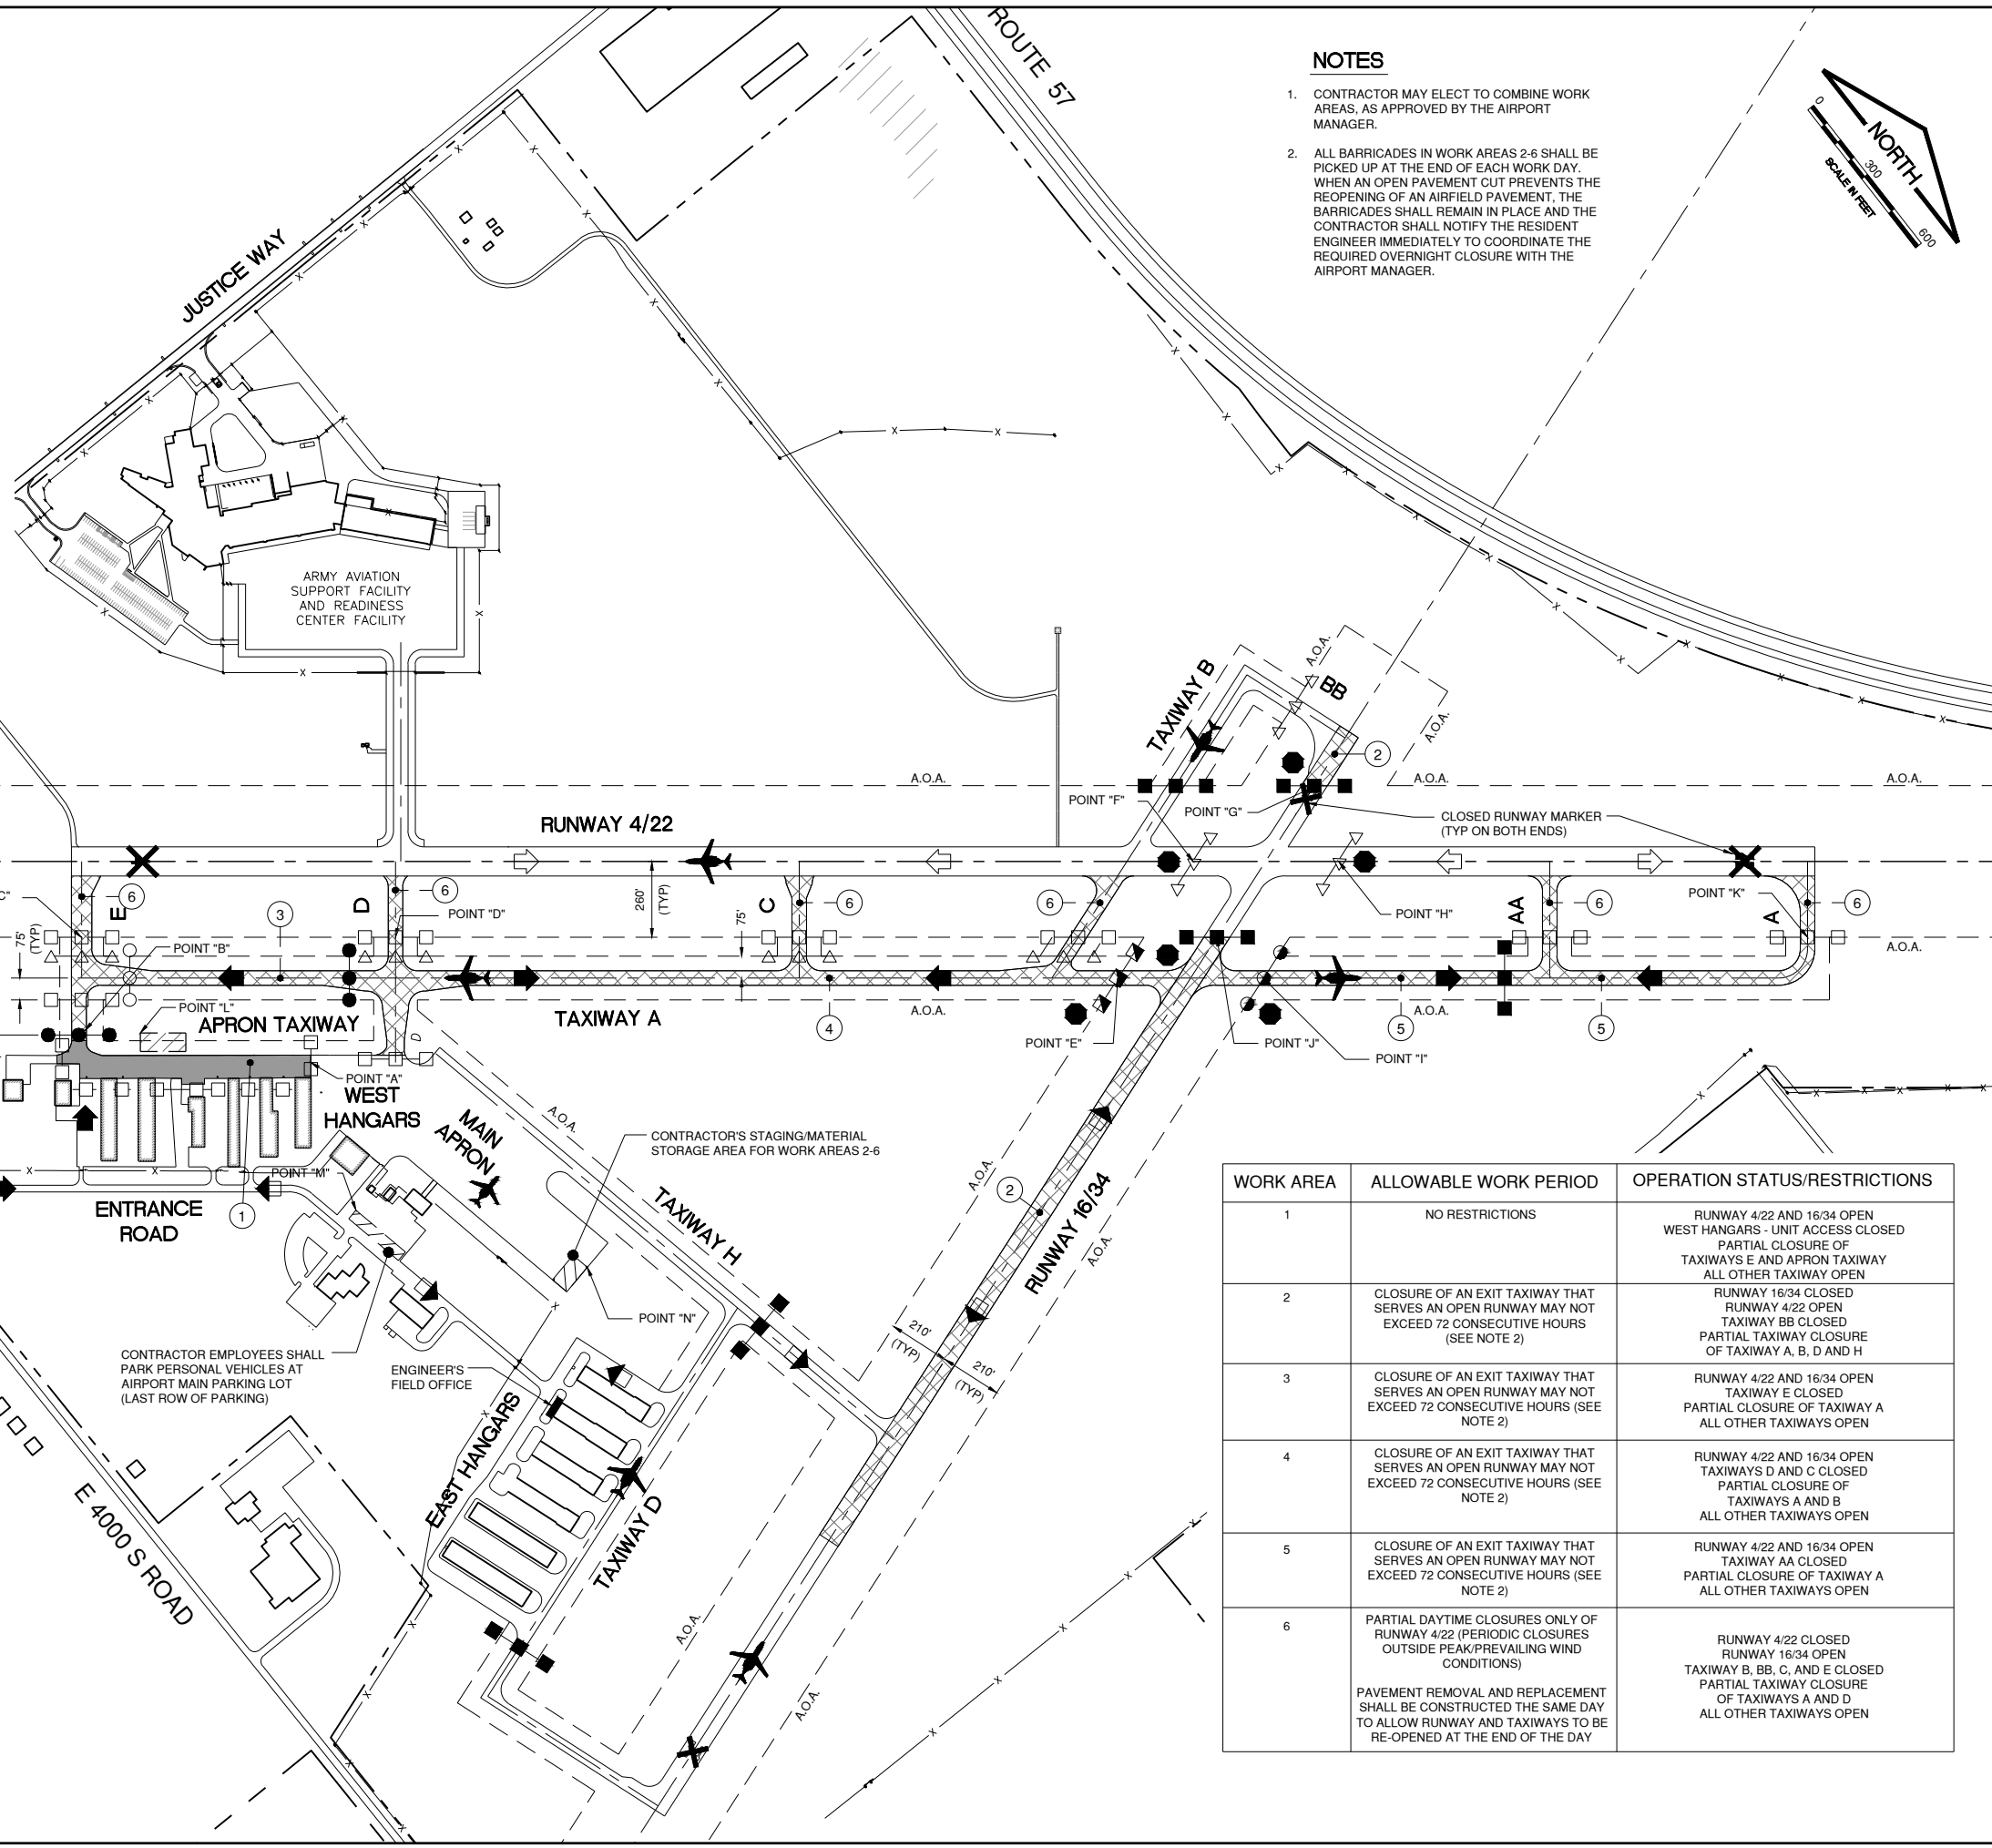 ROUTE 57
NOTES
1. CONTRACTOR MAY ELECT TO COMBINE WORK
AREAS, AS APPROVED BY THE AIRPORT
MANAGER.
2. ALL BARRICADES IN WORK AREAS 2-6 SHALL BE
PICKED UP AT THE END OF EACH WORK DAY.
WHEN AN OPEN PAVEMENT CUT PREVENTS THE
REOPENING OF AN AIRFIELD PAVEMENT, THE
BARRICADES SHALL REMAIN IN PLACE AND THE
CONTRACTOR SHALL NOTIFY THE RESIDENT
ENGINEER IMMEDIATELY TO COORDINATE THE
REQUIRED OVERNIGHT CLOSURE WITH THE
AIRPORT MANAGER.
NORTH
0 300 600
SCALE IN FEET
JUSTICE WAY
ARMY AVIATION
SUPPORT FACILITY
AND READINESS
CENTER FACILITY
TAXIWAY B
A.O.A.
BB
A.O.A.
2
A.O.A.
A.O.A.
A.O.A.
POINT "F"
POINT "G"
CLOSED RUNWAY MARKER
(TYP ON BOTH ENDS)
RUNWAY 4/22
C"
6
E
3
D
6
POINT "D"
260'
(TYP)
75'
C
6
6
POINT "H"
AA
6
POINT "K"
A
6
75'
(TYP)
POINT "B"
A.O.A.
POINT "L"
APRON TAXIWAY
D
TAXIWAY A
4
A.O.A.
POINT "E"
POINT "J"
POINT "I"
5
A.O.A.
5
POINT "A"
WEST
HANGARS
MAIN
APRON
A.O.A.
CONTRACTOR'S STAGING/MATERIAL
STORAGE AREA FOR WORK AREAS 2-6
POINT "M"
ENTRANCE
ROAD
1
TAXIWAY H
A.O.A.
2
RUNWAY 16/34
A.O.A.
POINT "N"
210'
(TYP)
210'
(TYP)
CONTRACTOR EMPLOYEES SHALL
PARK PERSONAL VEHICLES AT
AIRPORT MAIN PARKING LOT
(LAST ROW OF PARKING)
ENGINEER'S
FIELD OFFICE
EAST HANGARS
TAXIWAY D
E 4000 S ROAD
A.O.A.
A.O.A.
WORK AREA ALLOWABLE WORK PERIOD OPERATION STATUS/RESTRICTIONS
1
NO RESTRICTIONS
RUNWAY 4/22 AND 16/34 OPEN
WEST HANGARS - UNIT ACCESS CLOSED
PARTIAL CLOSURE OF
TAXIWAYS E AND APRON TAXIWAY
ALL OTHER TAXIWAY OPEN
2
CLOSURE OF AN EXIT TAXIWAY THAT
SERVES AN OPEN RUNWAY MAY NOT
EXCEED 72 CONSECUTIVE HOURS
(SEE NOTE 2)
RUNWAY 16/34 CLOSED
RUNWAY 4/22 OPEN
TAXIWAY BB CLOSED
PARTIAL TAXIWAY CLOSURE
OF TAXIWAY A, B, D AND H
3
CLOSURE OF AN EXIT TAXIWAY THAT
SERVES AN OPEN RUNWAY MAY NOT
EXCEED 72 CONSECUTIVE HOURS (SEE
NOTE 2)
RUNWAY 4/22 AND 16/34 OPEN
TAXIWAY E CLOSED
PARTIAL CLOSURE OF TAXIWAY A
ALL OTHER TAXIWAYS OPEN
4
CLOSURE OF AN EXIT TAXIWAY THAT
SERVES AN OPEN RUNWAY MAY NOT
EXCEED 72 CONSECUTIVE HOURS (SEE
NOTE 2)
RUNWAY 4/22 AND 16/34 OPEN
TAXIWAYS D AND C CLOSED
PARTIAL CLOSURE OF
TAXIWAYS A AND B
ALL OTHER TAXIWAYS OPEN
5
CLOSURE OF AN EXIT TAXIWAY THAT
SERVES AN OPEN RUNWAY MAY NOT
EXCEED 72 CONSECUTIVE HOURS (SEE
NOTE 2)
RUNWAY 4/22 AND 16/34 OPEN
TAXIWAY AA CLOSED
PARTIAL CLOSURE OF TAXIWAY A
ALL OTHER TAXIWAYS OPEN
6
PARTIAL DAYTIME CLOSURES ONLY OF
RUNWAY 4/22 (PERIODIC CLOSURES
OUTSIDE PEAK/PREVAILING WIND
CONDITIONS)
PAVEMENT REMOVAL AND REPLACEMENT
SHALL BE CONSTRUCTED THE SAME DAY
TO ALLOW RUNWAY AND TAXIWAYS TO BE
RE-OPENED AT THE END OF THE DAY
RUNWAY 4/22 CLOSED
RUNWAY 16/34 OPEN
TAXIWAY B, BB, C, AND E CLOSED
PARTIAL TAXIWAY CLOSURE
OF TAXIWAYS A AND D
ALL OTHER TAXIWAYS OPEN